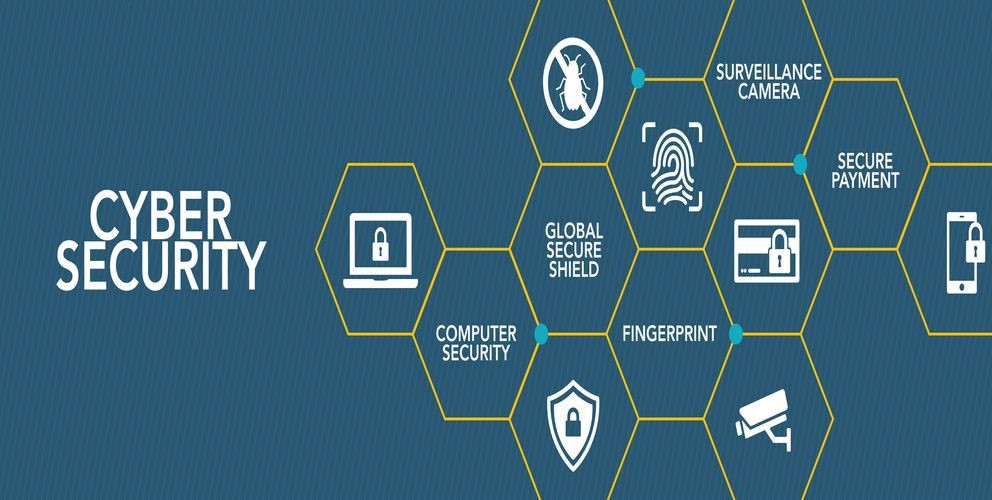 CYBER
SECURITY
SURVEILLANCE
CAMERA
SECURE
PAYMENT
GLOBAL
SECURE
SHIELD
COMPUTER
SECURITY
FINGERPRINT